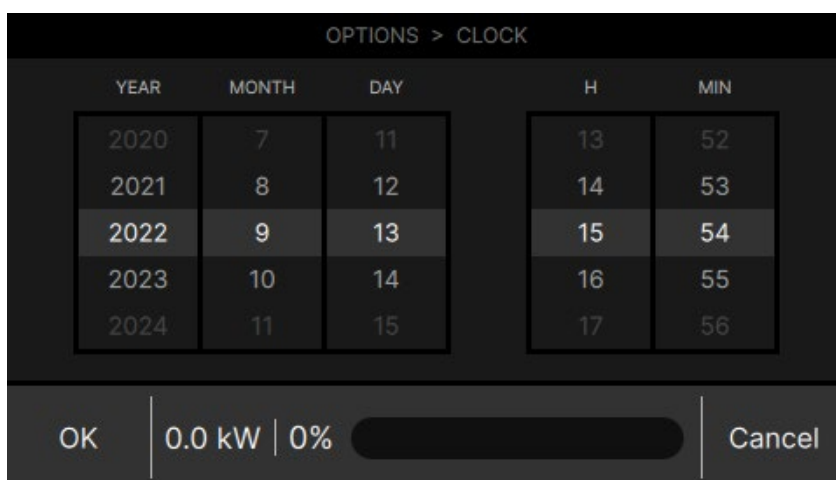 OPTIONS > CLOCK
YEAR MONTH DAY H MIN
2020 7 11 13 52
2021 8 12 14 53
2022 9 13 15 54
2023 10 14 16 55
2024 11 15 17 56
OK 0.0 kW | 0% Cancel